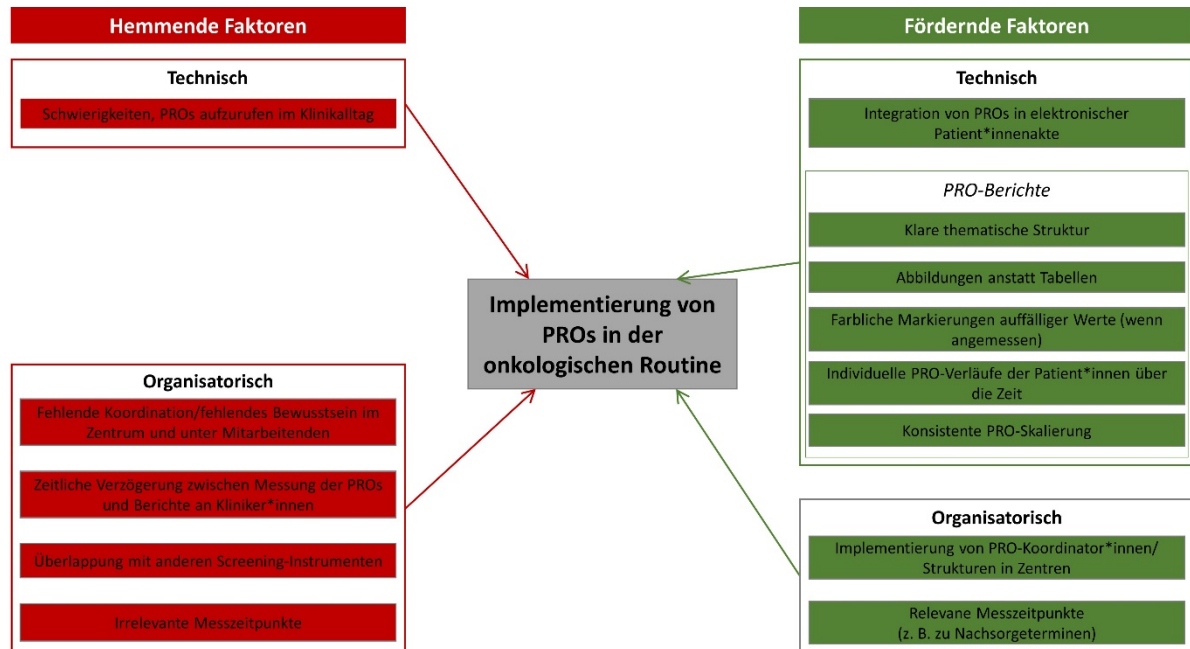 Hemmende Faktoren
Technisch
Schwierigkeiten, PROs aufzurufen im Klinikalltag
Organisatorisch
Fehlende Koordination/fehlendes Bewusstsein im
Zentrum und unter Mitarbeitenden
Zeitliche Verzögerung zwischen Messung der PROs
und Berichte an Kliniker*innen
Überlappung mit anderen Screening-Instrumenten
Irrelevante Messzeitpunkte
Implementierung von
PROs in der
onkologischen Routine
Fördernde Faktoren
Technisch
Integration von PROs in elektronischer
Patient*innenakte
PRO-Berichte
Klare thematische Struktur
Abbildungen anstatt Tabellen
Farbliche Markierungen auffälliger Werte (wenn
angemessen)
Individuelle PRO-Verläufe der Patient*innen über
die Zeit
Konsistente PRO-Skalierung
Organisatorisch
Implementierung von PRO-Koordinator*innen/
Strukturen in Zentren
Relevane Messzeitpunkte
(z. B. zu Nachsorgeterminen)